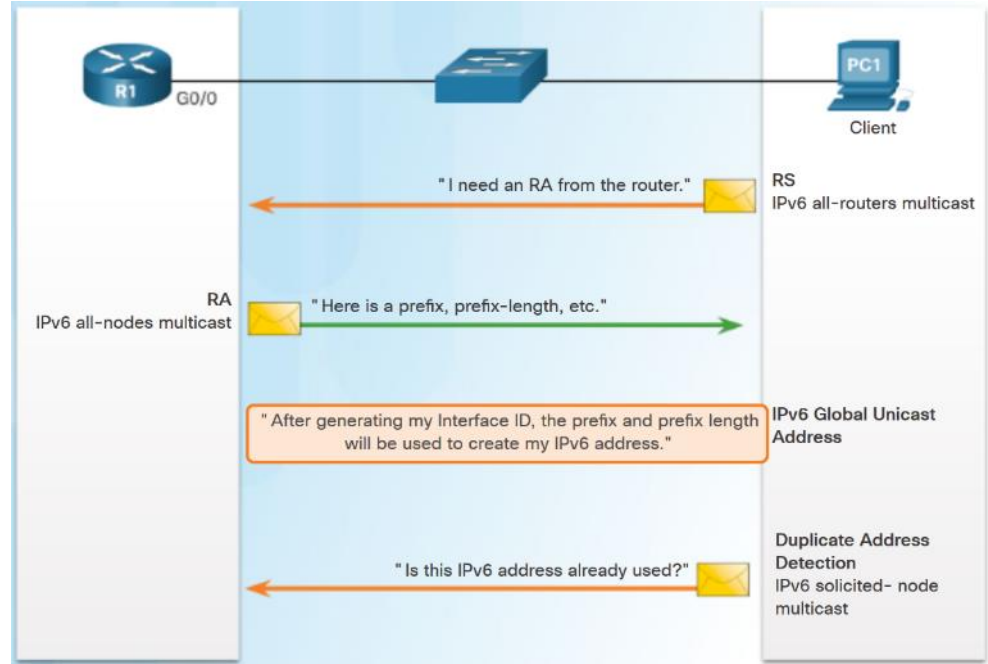 R1
G0/0
PC1
Client
"I need an RA from the router."
RS
IPv6 all-routers multicast
RA
IPv6 all-nodes multicast
"Here is a prefix, prefix-length, etc."
"After generating my Interface ID, the prefix and prefix length
will be used to create my IPv6 address."
IPv6 Global Unicast
Address
"Is this IPv6 address already used?"
Duplicate Address
Detection
IPv6 solicited- node
multicast